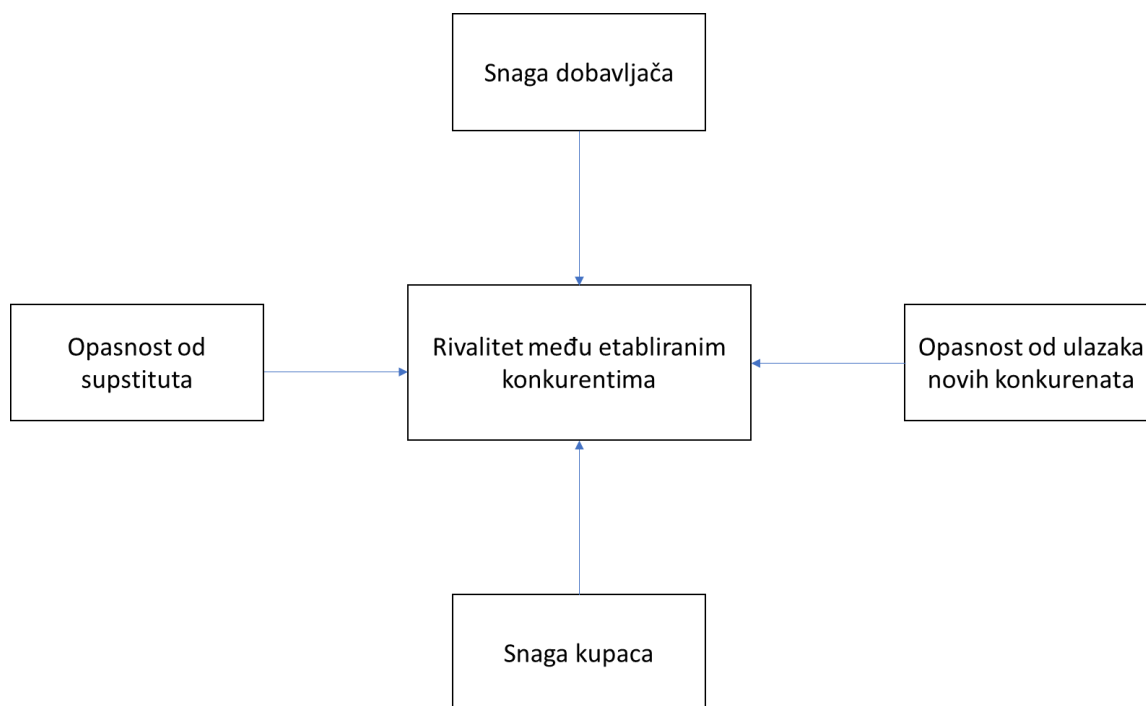 Snaga dobavljača
Opasnost od
supstituta
Rivalitet među etabliranim
konkurentima
Opasnost od ulazaka
novih konkurenata
Snaga kupaca